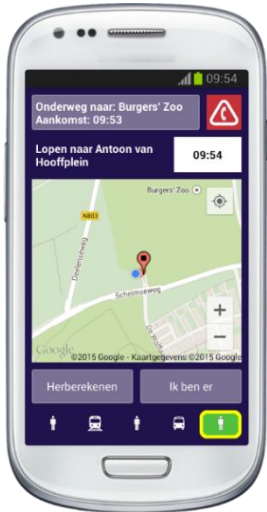 09:54
Onderweg naar: Burgers' Zoo
Aankomst: 09:53
Lopen naar Antoon van
Hooffplein
09:54
Burgers' Zoo
N803
Deelenseweg
Schelmseweg
Google
©2015 Google - Kaartgegevens ©2015 Google
Herberekenen
Ik ben er